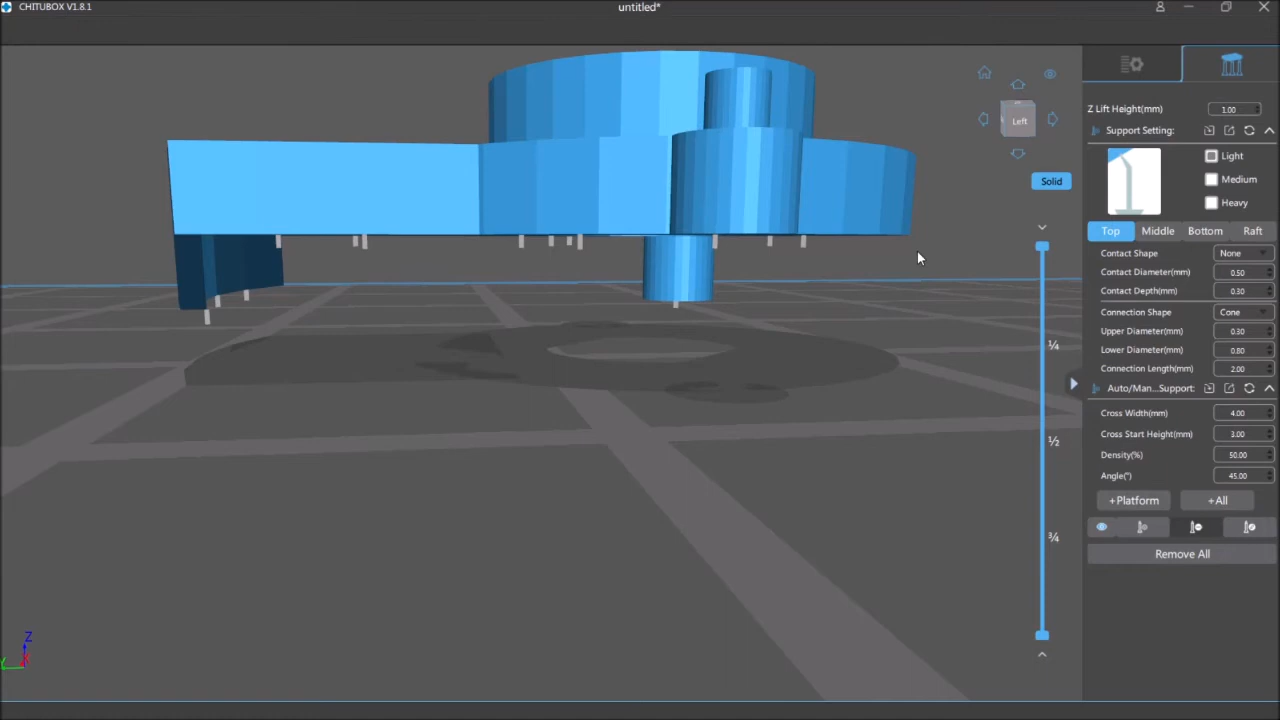 CHITUBOX V1.8.1
untitled*
Z Lift Height(mm) 1.00
Support Setting:
Light
Medium
Heavy
Left
Solid
Top Middle Bottom Raft
Contact Shape None
Contact Diameter(mm) 0.50
Contact Depth(mm) 0.30
Connection Shape Cone
Upper Diameter(mm) 0.30
Lower Diameter(mm) 0.80
Connection Length(mm) 2.00
Auto/Man...Support:
Cross Width(mm) 4.00
Cross Start Height(mm) 3.00
Density(%) 50.00
Angle(°) 45.00
+Platform +All
Remove All
¼
½
¾
Z
Y
X